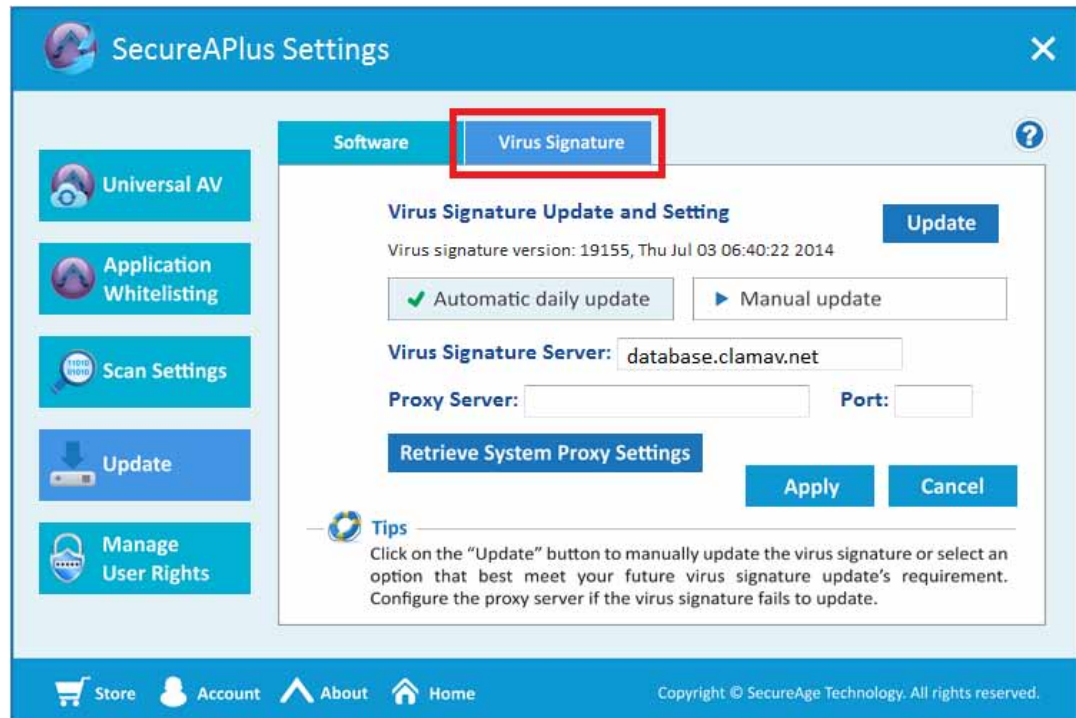 SecureAPlus Settings
Software
Virus Signature
Universal AV
Application
Whitelisting
Scan Settings
Update
Manage
User Rights
Virus Signature Update and Setting
Update
Virus signature version: 19155, Thu Jul 03 06:40:22 2014
Automatic daily update
Manual update
Virus Signature Server: database.clamav.net
Proxy Server:
Port:
Retrieve System Proxy Settings
Apply
Cancel
Tips
Click on the “Update” button to manually update the virus signature or select an
option that best meet your future virus signature update’s requirement.
Configure the proxy server if the virus signature fails to update.
Store
Account
About
Home
Copyright © SecureAge Technology. All rights reserved.